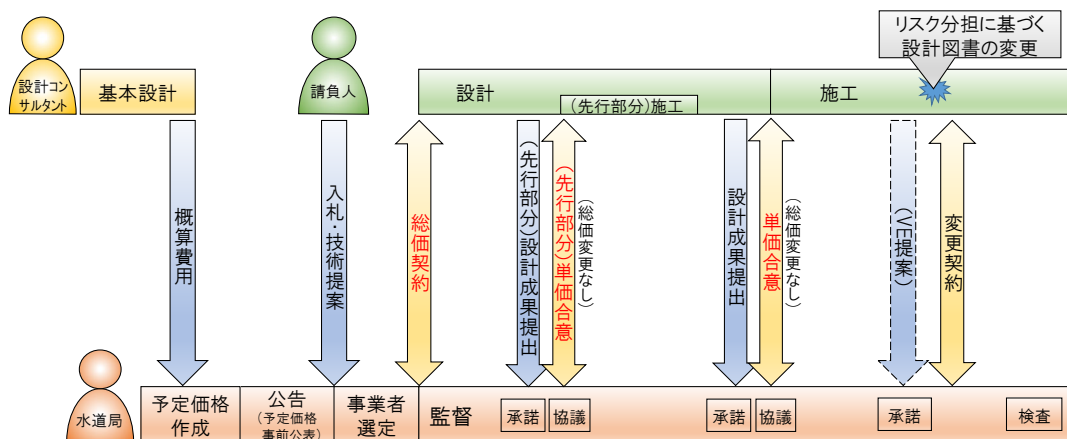 リスク分担に基づく
設計図書の変更
設計コン
サルタント
基本設計
請負人
設計
(先行部分)施工
施工
概算費用
入札・技術提案
総価契約
(先行部分)設計成果提出
(先行部分)単価合意
(総価変更なし)
設計成果提出
単価合意
(総価変更なし)
(VE提案)
変更契約
水道局
予定価格
作成
公告
(予定価格
事前公表)
事業者
選定
監督
承諾
協議
承諾
協議
承諾
検査